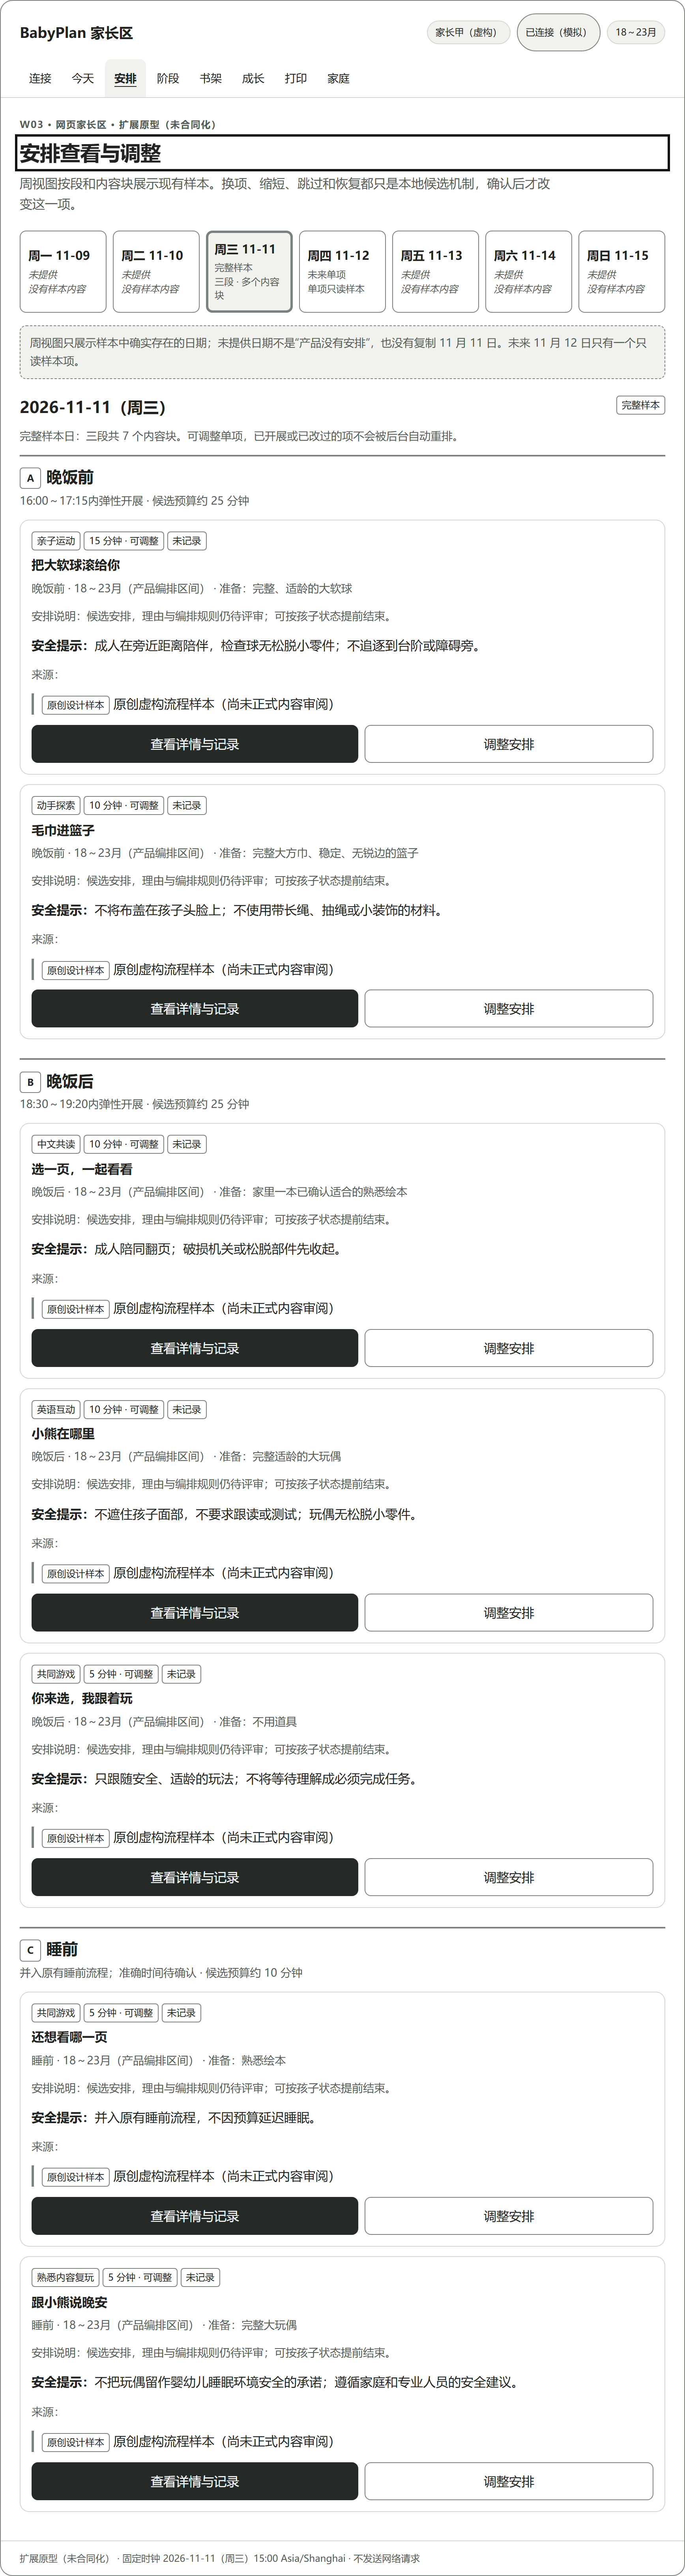 BabyPlan 家长区
家长甲（虚构）
已连接（模拟）
18～23月
连接 今天 安排 阶段 书架 成长 打印 家庭
W03 • 网页家长区 • 扩展原型（未合同化）
安排查看与调整
周视图按段和内容块展示现有样本。换项、缩短、跳过和恢复都只是本地候选机制，确认后才改
变这一项。
周一 11-09
未提供
没有样本内容
周二 11-10
未提供
没有样本内容
周三 11-11
完整样本
三段 · 多个内容
块
周四 11-12
未来单项
单项只读样本
周五 11-13
未提供
没有样本内容
周六 11-14
未提供
没有样本内容
周日 11-15
未提供
没有样本内容
周视图只展示样本中确实存在的日期；未提供日期不是“产品没有安排”，也没有复制 11 月 11 日。未来 11 月 12 日只有一个只
读样本项。
2026-11-11（周三）
完整样本
完整样本日：三段共 7 个内容块。可调整单项，已开展或已改过的项不会被后台自动重排。
A 晚饭前
16:00～17:15内弹性开展 · 候选预算约 25 分钟
亲子运动 15 分钟 · 可调整 未记录
把大软球滚给你
晚饭前 · 18～23月（产品编排区间） · 准备：完整、适龄的大软球
安排说明：候选安排，理由与编排规则仍待评审；可按孩子状态提前结束。
安全提示：成人在旁近距离陪伴，检查球无松脱小零件；不追逐到台阶或障碍旁。
来源：
原创设计样本 原创虚构流程样本（尚未正式内容审阅）
查看详情与记录 调整安排
动手探索 10 分钟 · 可调整 未记录
毛巾进篮子
晚饭前 · 18～23月（产品编排区间） · 准备：完整大方巾、稳定、无锐边的篮子
安排说明：候选安排，理由与编排规则仍待评审；可按孩子状态提前结束。
安全提示：不将布盖在孩子头脸上；不使用带长绳、抽绳或小装饰的材料。
来源：
原创设计样本 原创虚构流程样本（尚未正式内容审阅）
查看详情与记录 调整安排
B 晚饭后
18:30～19:20内弹性开展 · 候选预算约 25 分钟
中文共读 10 分钟 · 可调整 未记录
选一页，一起看看
晚饭后 · 18～23月（产品编排区间） · 准备：家里一本已确认适合的熟悉绘本
安排说明：候选安排，理由与编排规则仍待评审；可按孩子状态提前结束。
安全提示：成人陪同翻页；破损机关或松脱部件先收起。
来源：
原创设计样本 原创虚构流程样本（尚未正式内容审阅）
查看详情与记录 调整安排
英语互动 10 分钟 · 可调整 未记录
小熊在哪里
晚饭后 · 18～23月（产品编排区间） · 准备：完整适龄的大玩偶
安排说明：候选安排，理由与编排规则仍待评审；可按孩子状态提前结束。
安全提示：不遮住孩子面部，不要求跟读或测试；玩偶无松脱小零件。
来源：
原创设计样本 原创虚构流程样本（尚未正式内容审阅）
查看详情与记录 调整安排
共同游戏 5 分钟 · 可调整 未记录
你来选，我跟着玩
晚饭后 · 18～23月（产品编排区间） · 准备：不用道具
安排说明：候选安排，理由与编排规则仍待评审；可按孩子状态提前结束。
安全提示：只跟随安全、适龄的玩法；不将等待理解成必须完成任务。
来源：
原创设计样本 原创虚构流程样本（尚未正式内容审阅）
查看详情与记录 调整安排
C 睡前
并入原有睡前流程；准确时间待确认 · 候选预算约 10 分钟
共同游戏 5 分钟 · 可调整 未记录
还想看哪一页
睡前 · 18～23月（产品编排区间） · 准备：熟悉绘本
安排说明：候选安排，理由与编排规则仍待评审；可按孩子状态提前结束。
安全提示：并入原有睡前流程，不因预算延迟睡眠。
来源：
原创设计样本 原创虚构流程样本（尚未正式内容审阅）
查看详情与记录 调整安排
熟悉内容复玩 5 分钟 · 可调整 未记录
跟小熊说晚安
睡前 · 18～23月（产品编排区间） · 准备：完整大玩偶
安排说明：候选安排，理由与编排规则仍待评审；可按孩子状态提前结束。
安全提示：不把玩偶留作婴幼儿睡眠环境安全的承诺；遵循家庭和专业人员的安全建议。
来源：
原创设计样本 原创虚构流程样本（尚未正式内容审阅）
查看详情与记录 调整安排
扩展原型（未合同化） · 固定时钟 2026-11-11（周三）15:00 Asia/Shanghai · 不发送网络请求